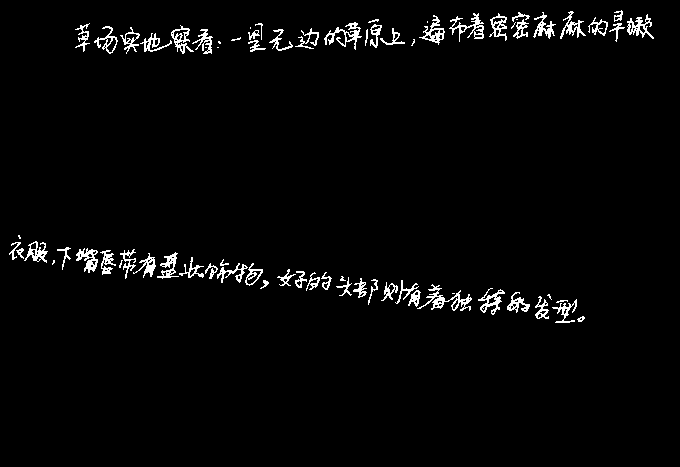 草场实地察看:一望无边的草原上,遍布着密密麻麻的旱獭
衣服,下嘴唇带有盘状饰物。女子的头部则有着独特的发型。